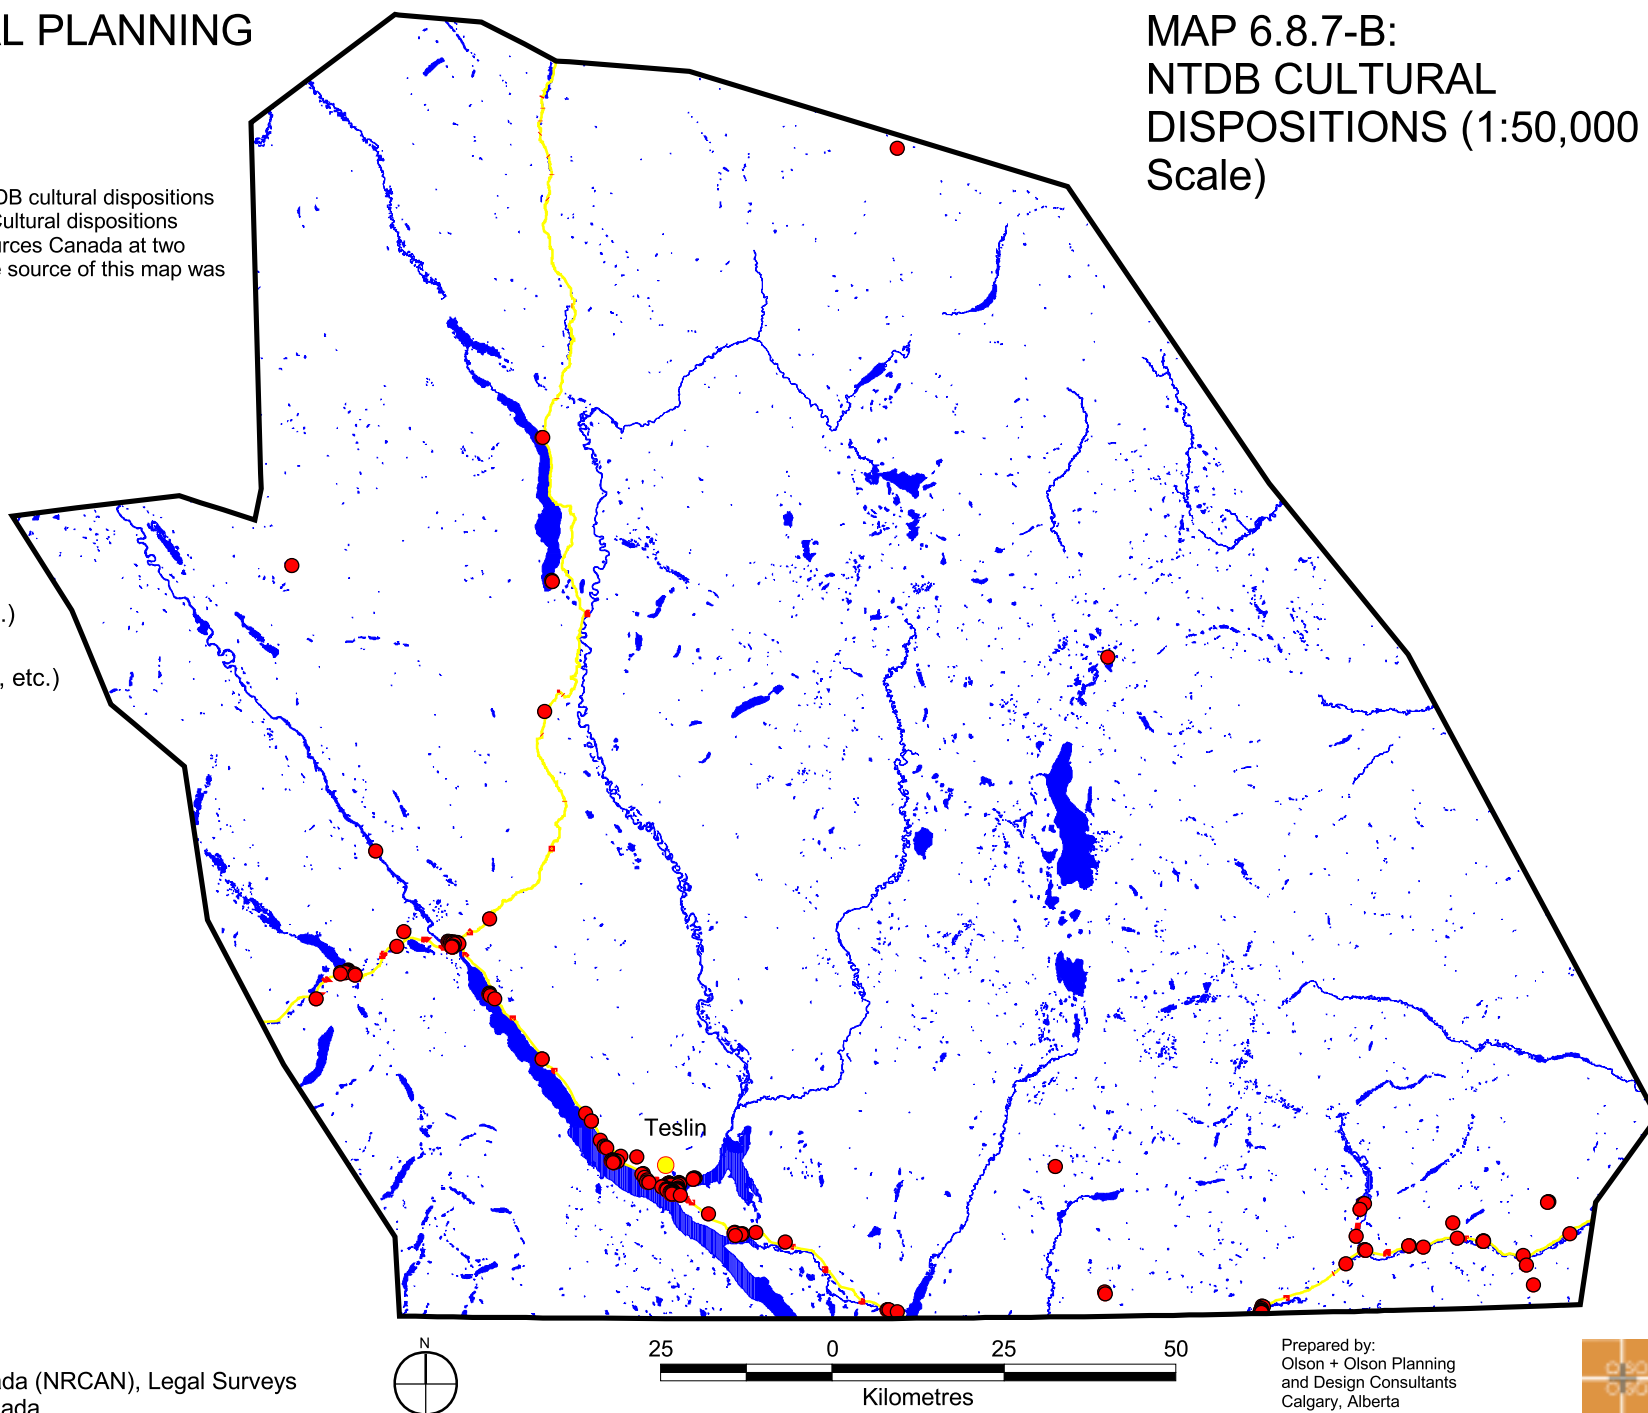 L PLANNING
MAP 6.8.7-B:
NTDB CULTURAL
DISPOSITIONS (1:50,000
Scale)
DB cultural dispositions
Cultural dispositions
urces Canada at two
e source of this map was
.)
, etc.)
Teslin
N
25 0 25 50
Kilometres
Prepared by:
Olson + Olson Planning
and Design Consultants
Calgary, Alberta
ada (NRCAN), Legal Surveys
ada